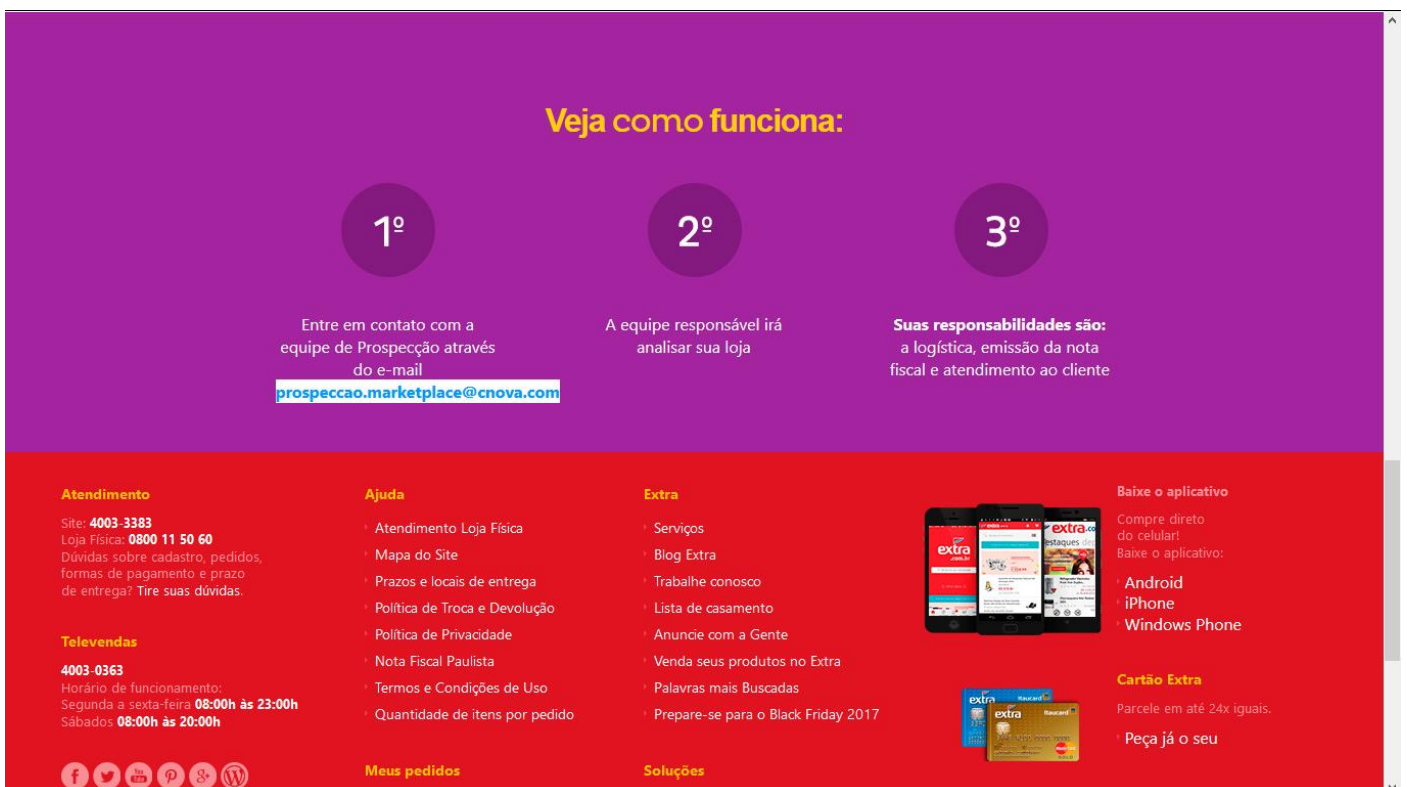 Veja como funciona:
1º
2º
3º
Entre em contato com a
equipe de Prospecção através
do e-mail
prospeccao.marketplace@cnova.com
A equipe responsável irá
analisar sua loja
Suas responsabilidades são:
a logística, emissão da nota
fiscal e atendimento ao cliente
Atendimento
Site: 4003-3383
Loja Física: 0800 11 50 60
Dúvidas sobre cadastro, pedidos,
formas de pagamento e prazo
de entrega? Tire suas dúvidas.
Televendas
4003-0363
Horário de funcionamento:
Segunda a sexta-feira 08:00h às 23:00h
Sábados 08:00h às 20:00h
Ajuda
Atendimento Loja Física
Mapa do Site
Prazos e locais de entrega
Política de Troca e Devolução
Política de Privacidade
Nota Fiscal Paulista
Termos e Condições de Uso
Quantidade de itens por pedido
Meus pedidos
Extra
Serviços
Blog Extra
Trabalhe conosco
Lista de casamento
Anuncie com a Gente
Venda seus produtos no Extra
Palavras mais Buscadas
Prepare-se para o Black Friday 2017
Soluções
extra
extra.co
Baixe o aplicativo
Compre direto
do celular!
Baixe o aplicativo:
Android
iPhone
Windows Phone
extra Itaucard
extra Itaucard
Cartão Extra
Parcele em até 24x iguais.
Peça já o seu